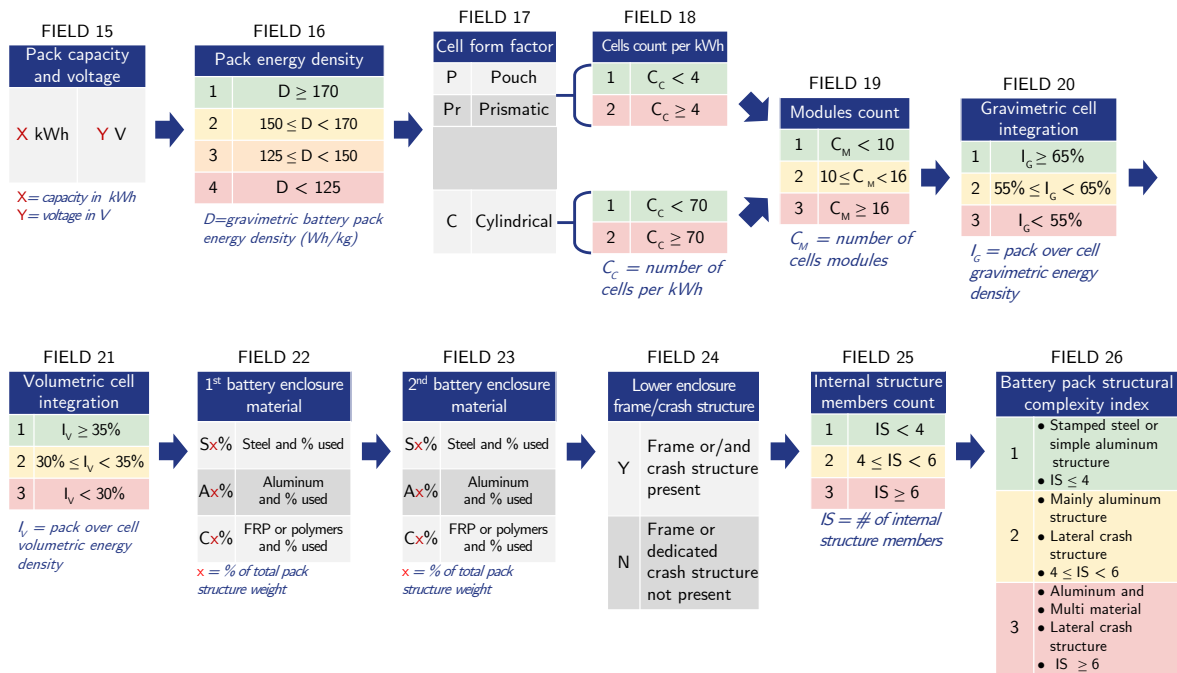 FIELD 15
Pack capacity
and voltage
X kWh
Y V
X= capacity in kWh
Y= voltage in V
FIELD 16
Pack energy density
1 D ≥ 170
2 150 ≤ D < 170
3 125 ≤ D < 150
4 D < 125
D=gravimetric battery pack
energy density (Wh/kg)
FIELD 17
Cell form factor
P Pouch
Pr Prismatic
C Cylindrical
FIELD 18
Cells count per kWh
1 C_C < 4
2 C_C ≥ 4
1 C_C < 70
2 C_C ≥ 70
C_C = number of
cells per kWh
FIELD 19
Modules count
1 C_M < 10
2 10 ≤ C_M < 16
3 C_M ≥ 16
C_M = number of
cells modules
FIELD 20
Gravimetric cell
integration
1 I_G ≥ 65%
2 55% ≤ I_G < 65%
3 I_G < 55%
I_G = pack over cell
gravimetric energy
density
FIELD 21
Volumetric cell
integration
1 I_V ≥ 35%
2 30% ≤ I_V < 35%
3 I_V < 30%
I_V = pack over cell
volumetric energy
density
FIELD 22
1st battery enclosure
material
Sx% Steel and % used
Ax% Aluminum
and % used
Cx% FRP or polymers
and % used
x = % of total pack
structure weight
FIELD 23
2nd battery enclosure
material
Sx% Steel and % used
Ax% Aluminum
and % used
Cx% FRP or polymers
and % used
x = % of total pack
structure weight
FIELD 24
Lower enclosure
frame/crash structure
Y Frame or/and
crash structure
present
N Frame or
dedicated
crash structure
not present
FIELD 25
Internal structure
members count
1 IS < 4
2 4 ≤ IS < 6
3 IS ≥ 6
IS = # of internal
structure members
FIELD 26
Battery pack structural
complexity index
1
• Stamped steel or
simple aluminum
structure
• IS ≤ 4
2
• Mainly aluminum
structure
• Lateral crash
structure
• 4 ≤ IS < 6
3
• Aluminum and
• Multi material
• Lateral crash
structure
• IS ≥ 6